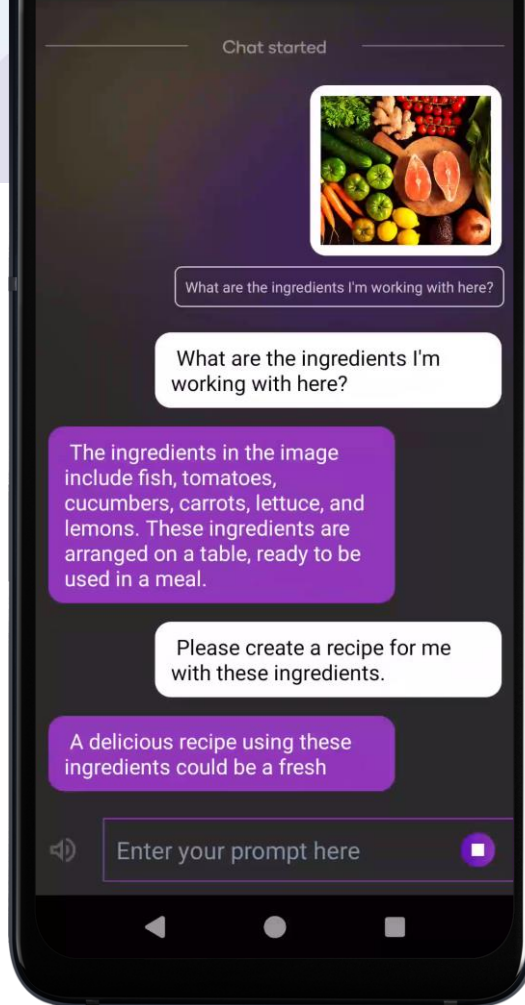 Chat started
What are the ingredients I'm working with here?
What are the ingredients I'm
working with here?
The ingredients in the image
include fish, tomatoes,
cucumbers, carrots, lettuce, and
lemons. These ingredients are
arranged on a table, ready to be
used in a meal.
Please create a recipe for me
with these ingredients.
A delicious recipe using these
ingredients could be a fresh
Enter your prompt here